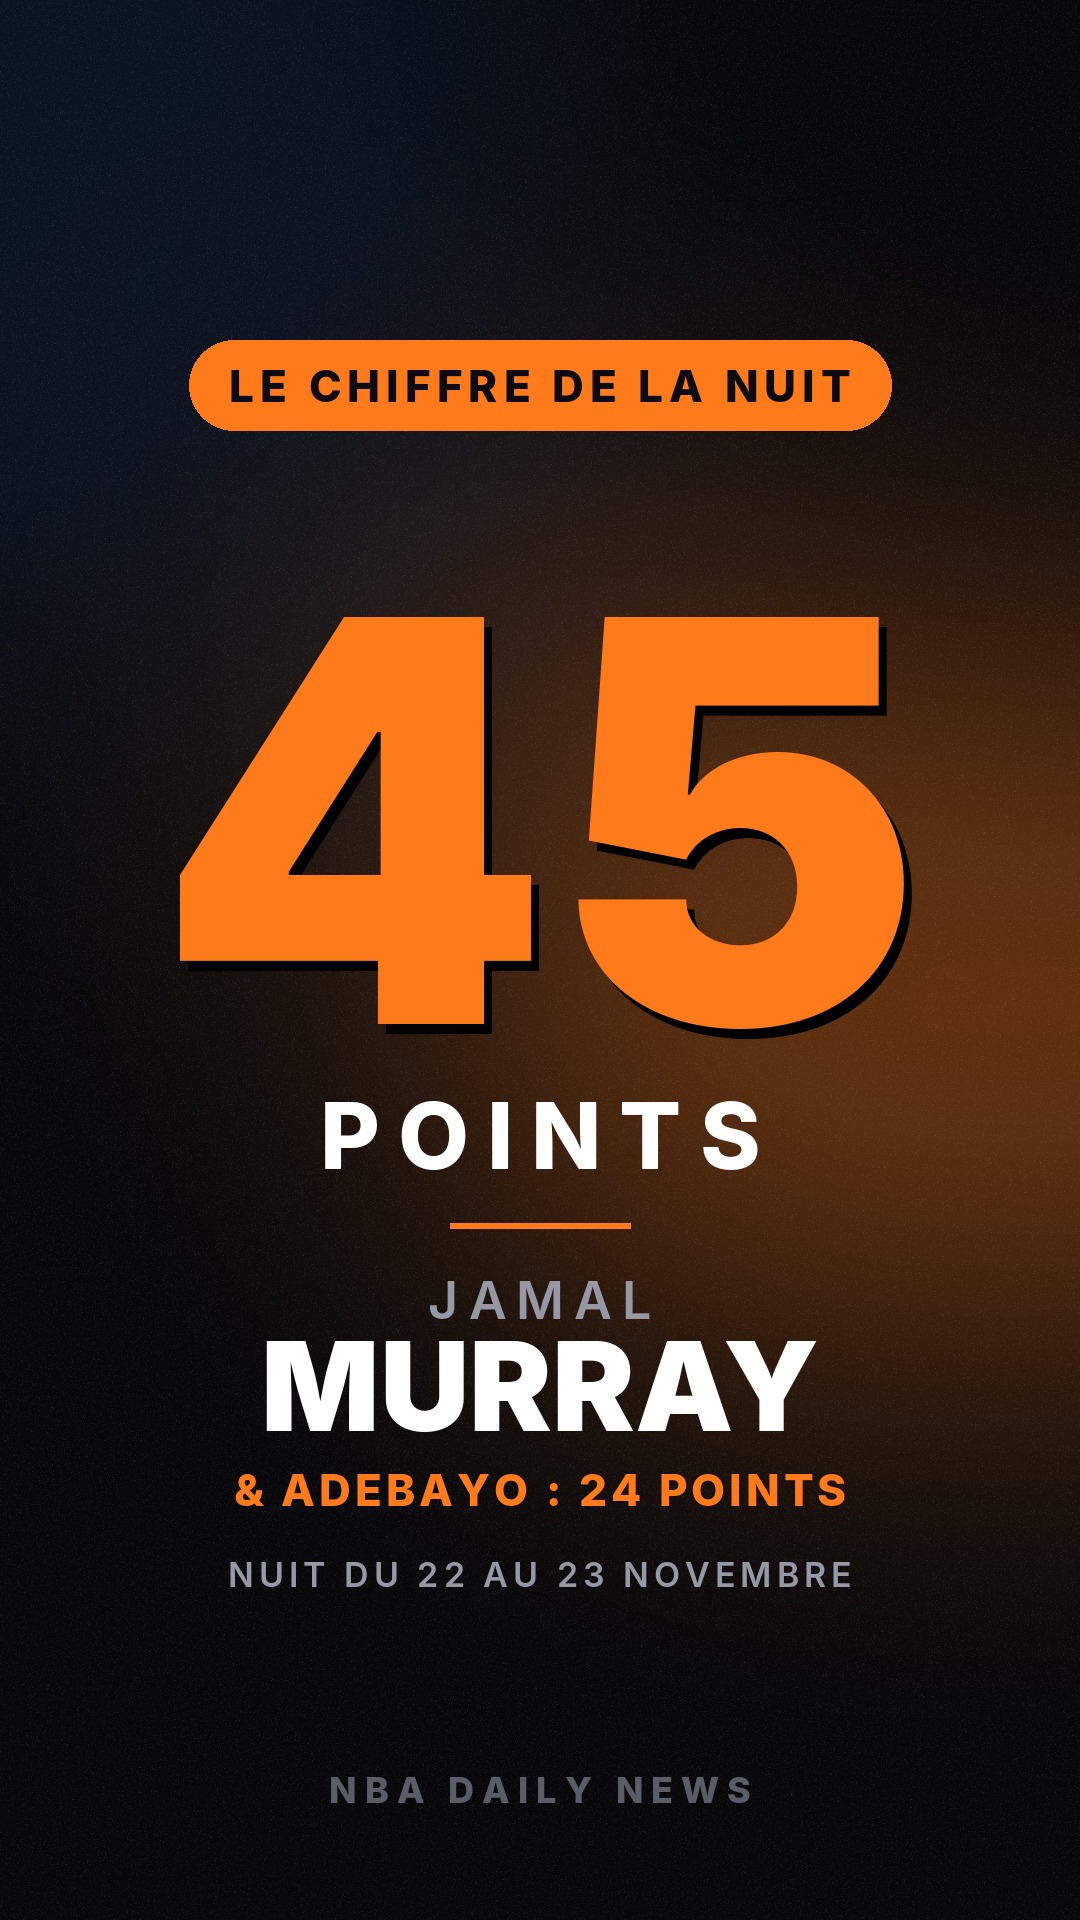 LE CHIFFRE DE LA NUIT
45
POINTS
JAMAL
MURRAY
& ADEBAYO : 24 POINTS
NUIT DU 22 AU 23 NOVEMBRE
NBA DAILY NEWS